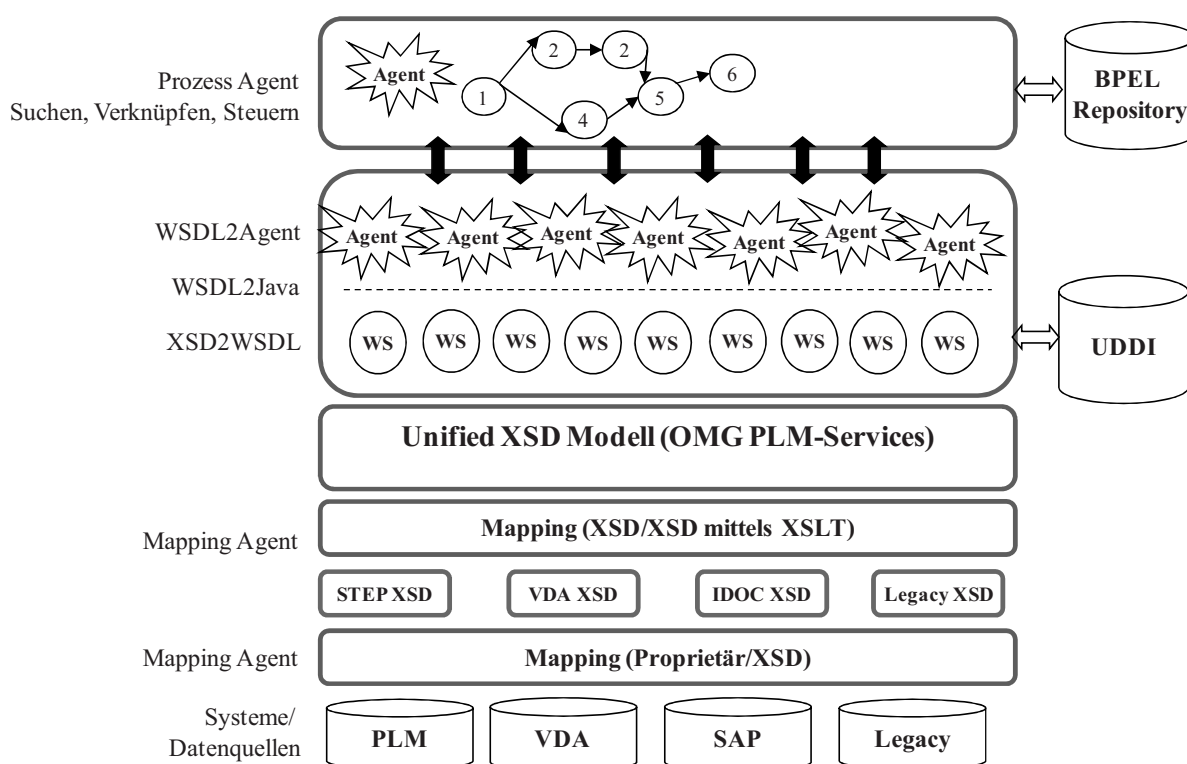 Prozess Agent
Suchen, Verknüpfen, Steuern
Agent
1
2
2
4
5
6
BPEL
Repository
WSDL2Agent
Agent
Agent
Agent
Agent
Agent
Agent
Agent
WSDL2Java
XSD2WSDL
WS
WS
WS
WS
WS
WS
WS
WS
WS
UDDI
Unified XSD Modell (OMG PLM-Services)
Mapping Agent
Mapping (XSD/XSD mittels XSLT)
STEP XSD
VDA XSD
IDOC XSD
Legacy XSD
Mapping Agent
Mapping (Proprietär/XSD)
Systeme/
Datenquellen
PLM
VDA
SAP
Legacy